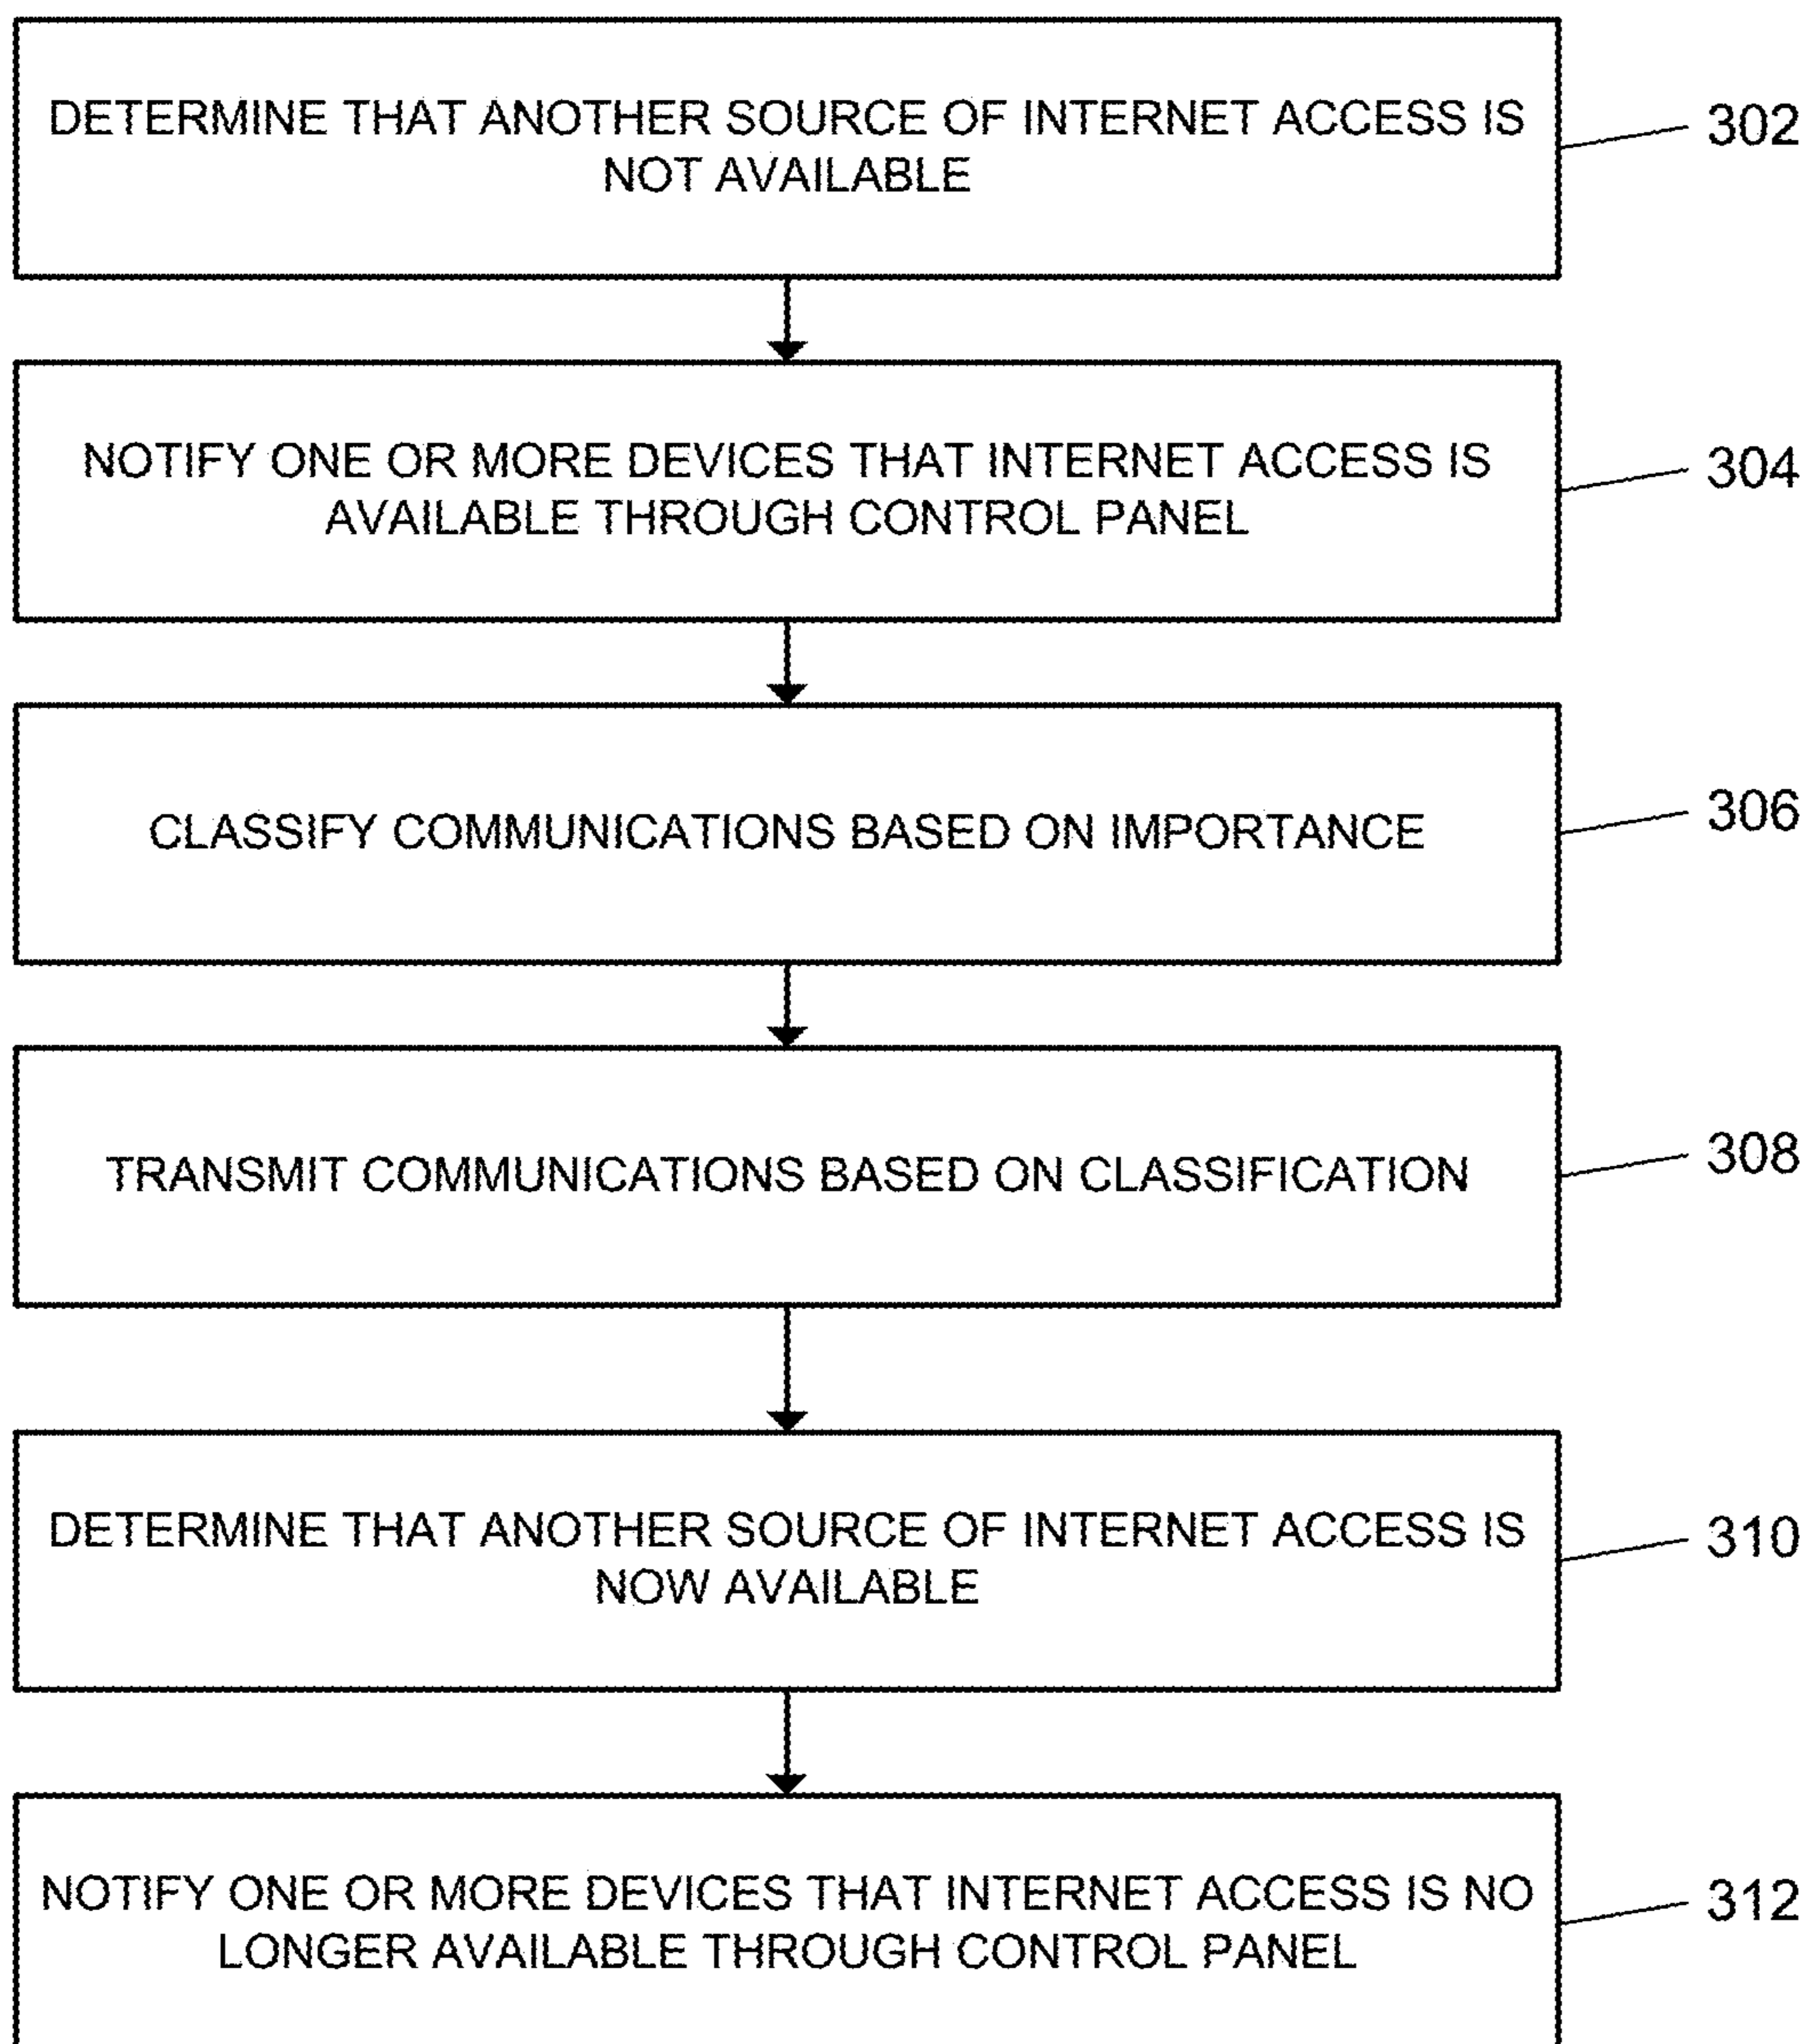 DETERMINE THAT ANOTHER SOURCE OF INTERNET ACCESS IS
NOT AVAILABLE
302
NOTIFY ONE OR MORE DEVICES THAT INTERNET ACCESS IS
AVAILABLE THROUGH CONTROL PANEL
304
CLASSIFY COMMUNICATIONS BASED ON IMPORTANCE
306
TRANSMIT COMMUNICATIONS BASED ON CLASSIFICATION
308
DETERMINE THAT ANOTHER SOURCE OF INTERNET ACCESS IS
NOW AVAILABLE
310
NOTIFY ONE OR MORE DEVICES THAT INTERNET ACCESS IS NO
LONGER AVAILABLE THROUGH CONTROL PANEL
312